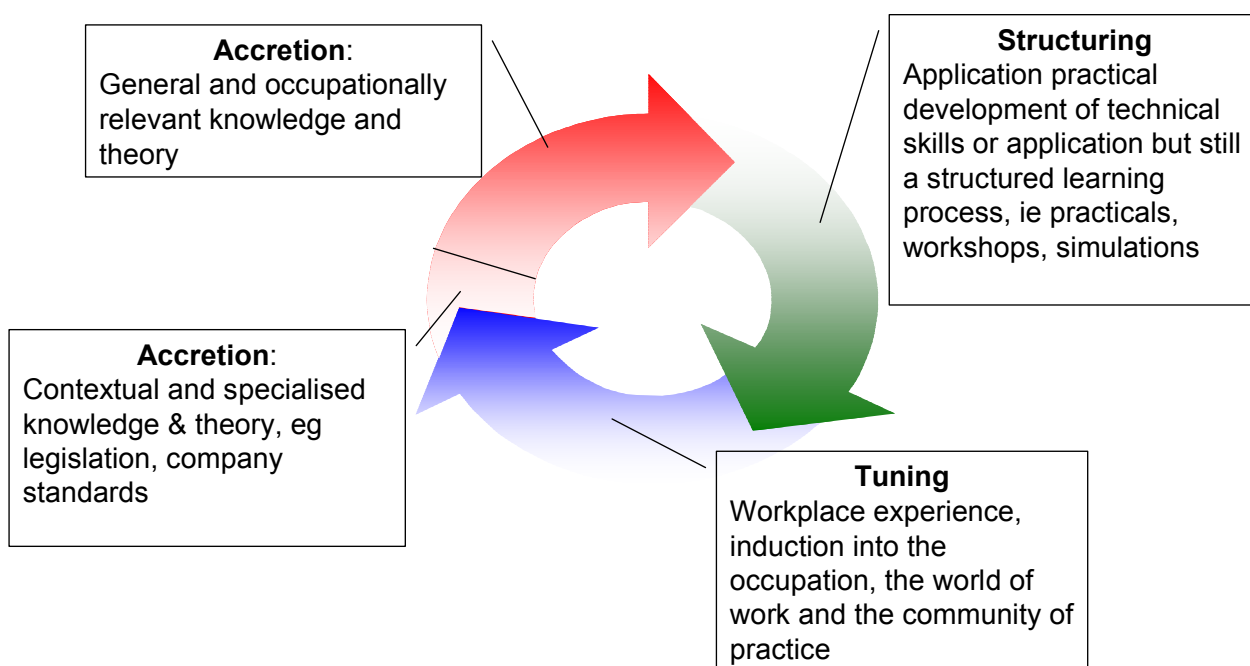 Accretion:
General and occupationally
relevant knowledge and
theory
Structuring
Application practical
development of technical
skills or application but still
a structured learning
process, ie practicals,
workshops, simulations
Accretion:
Contextual and specialised
knowledge & theory, eg
legislation, company
standards
Tuning
Workplace experience,
induction into the
occupation, the world of
work and the community of
practice